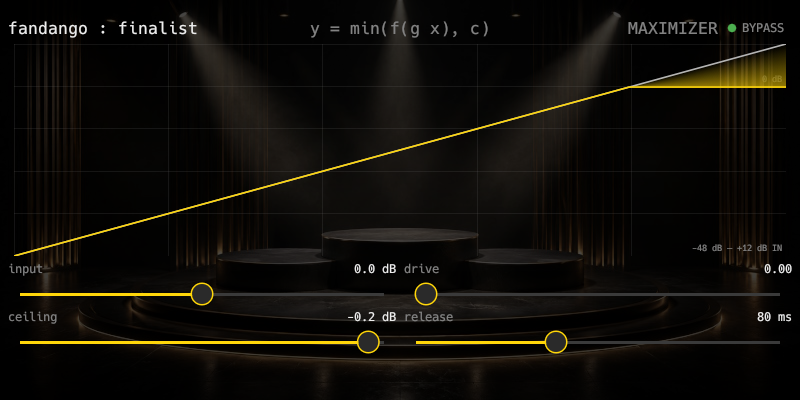 fandango : finalist
y = min(f(g x), c)
MAXIMIZER
BYPASS
0 dB
-48 dB — +12 dB IN
input
0.0 dB
drive
0.00
ceiling
-0.2 dB
release
80 ms